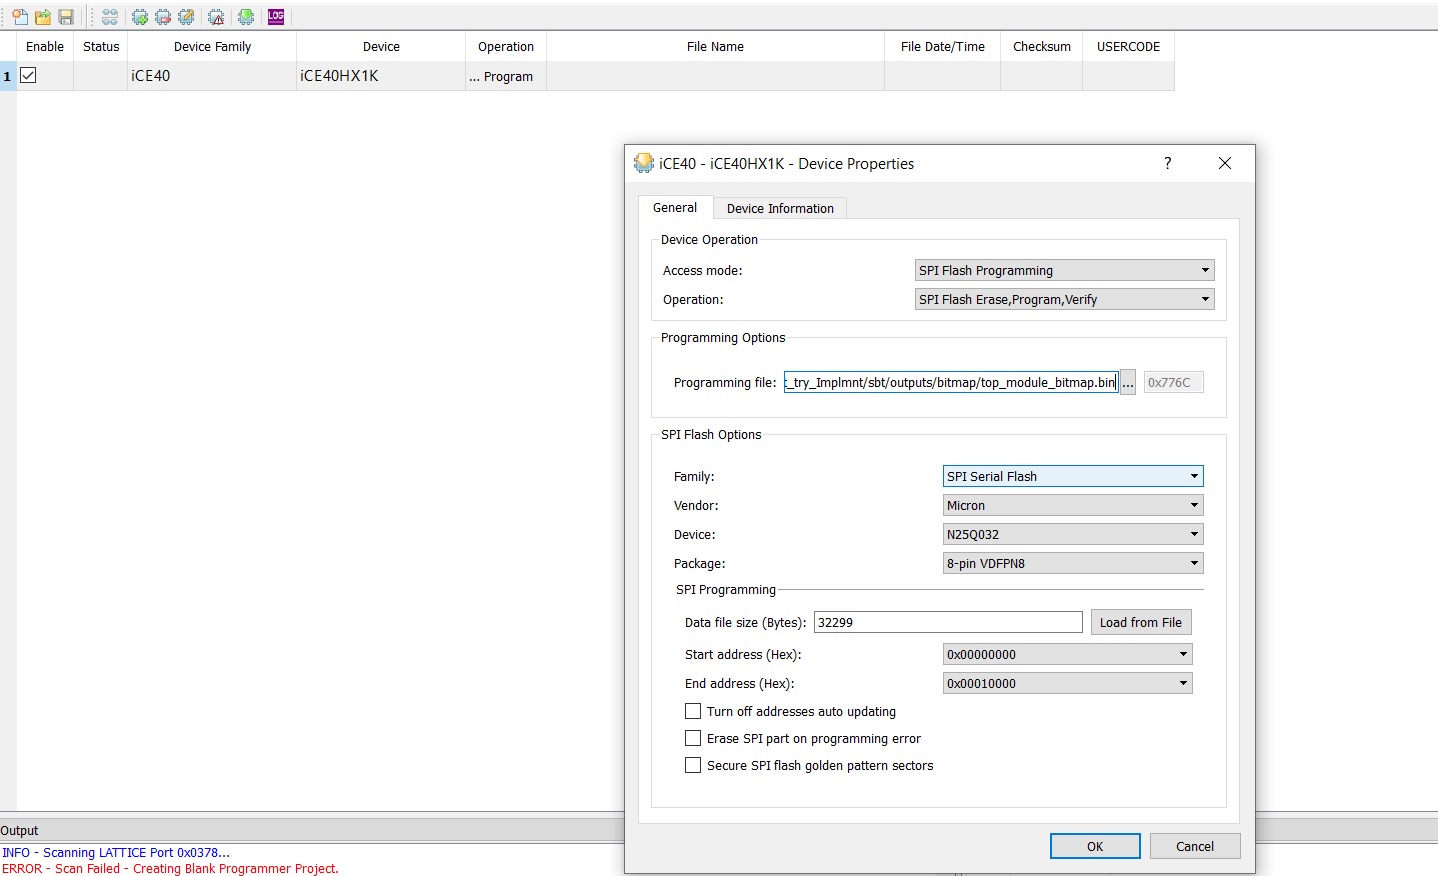 LOG
Enable Status Device Family Device Operation File Name File Date/Time Checksum USERCODE
1 iCE40 iCE40HX1K ... Program
iCE40 - iCE40HX1K - Device Properties ?
General Device Information
Device Operation
Access mode: SPI Flash Programming
Operation: SPI Flash Erase,Program,Verify
Programming Options
Programming file: :_try_Implmnt/sbt/outputs/bitmap/top_module_bitmap.bin ... 0x776C
SPI Flash Options
Family: SPI Serial Flash
Vendor: Micron
Device: N25Q032
Package: 8-pin VDFPN8
SPI Programming
Data file size (Bytes): 32299 Load from File
Start address (Hex): 0x00000000
End address (Hex): 0x00010000
Turn off addresses auto updating
Erase SPI part on programming error
Secure SPI flash golden pattern sectors
OK Cancel
Output
INFO - Scanning LATTICE Port 0x0378...
ERROR - Scan Failed - Creating Blank Programmer Project.